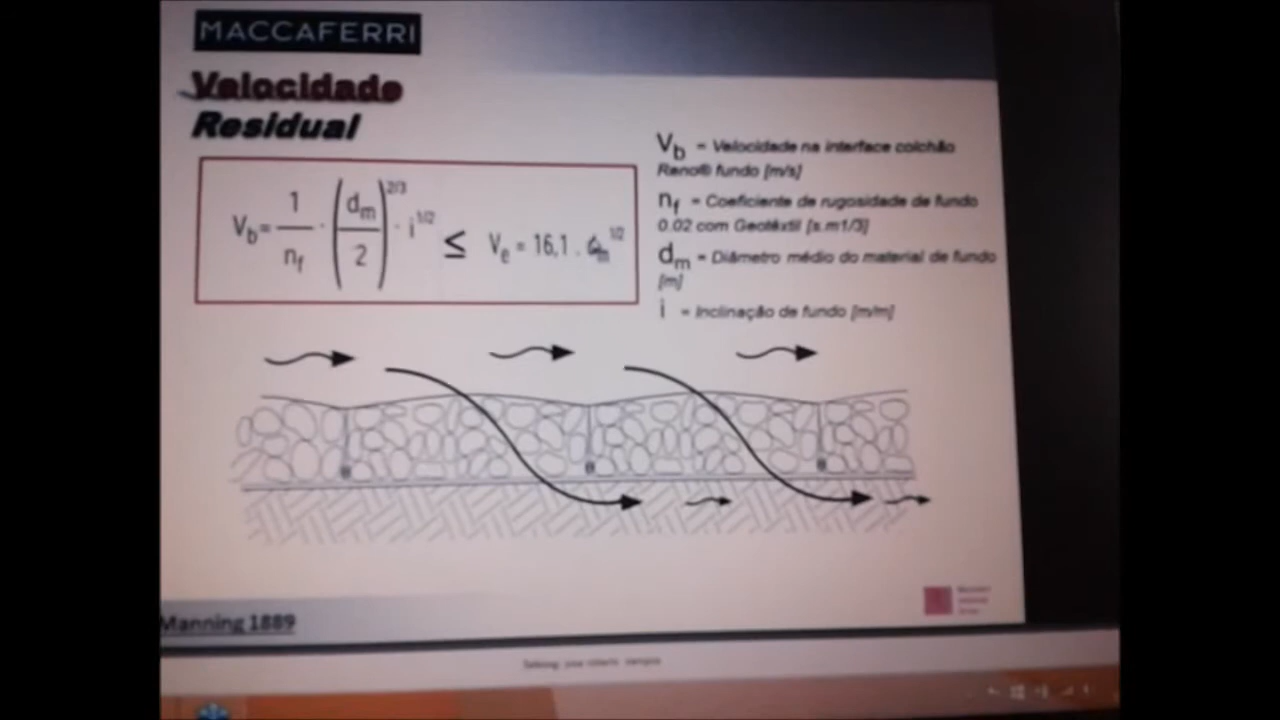 MACCAFERRI
Velocidade
Residual
V_b = 1/n_f · (d_m/2)^2/3 · i^1/2 ≤ V_e = 16,1 . d_m^1/2
V_b = Velocidade na interface colchão
Reno® fundo [m/s]
n_f = Coeficiente de rugosidade de fundo
0.02 com Geotêxtil [s.m1/3]
d_m = Diâmetro médio do material de fundo
[m]
i = Inclinação de fundo [m/m]
Manning 1889